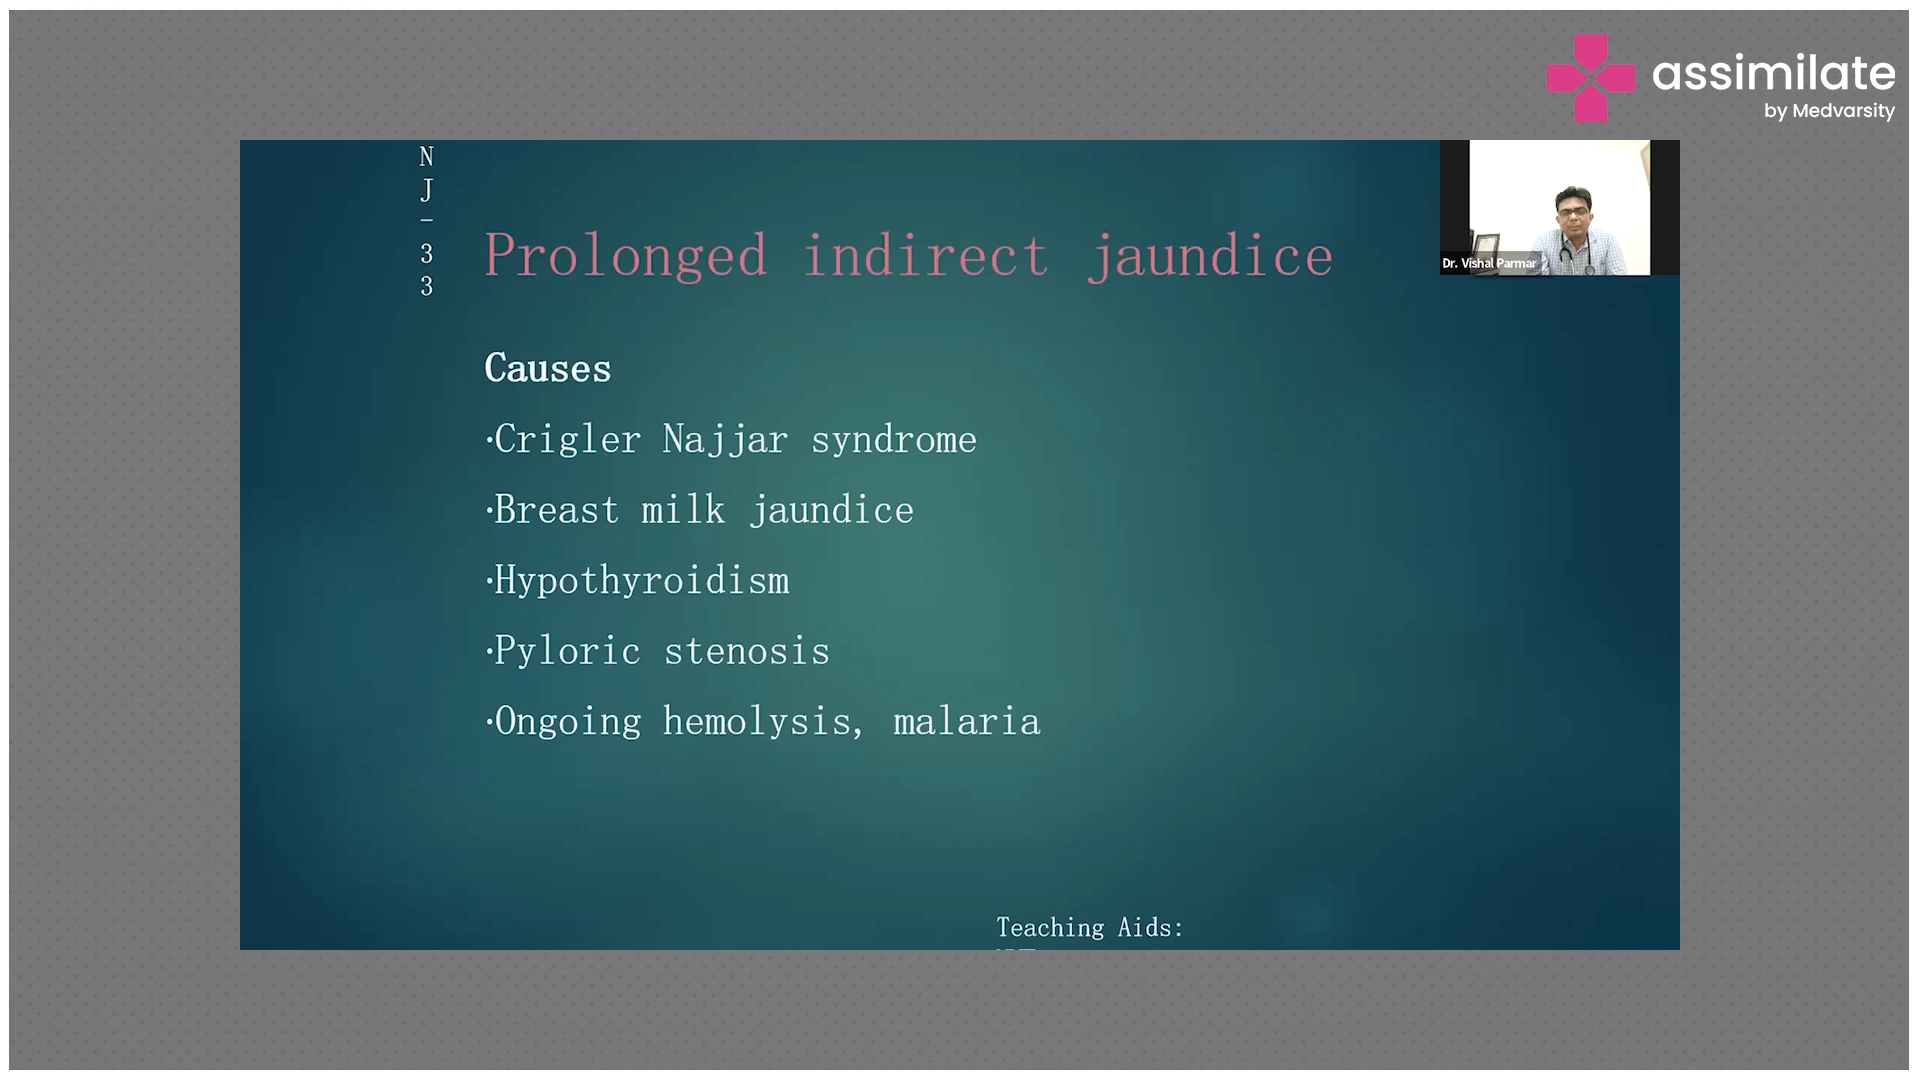 assimilate
by Medvarsity
N
J
-
3
3
Prolonged indirect jaundice
Dr. Vishal Parmar
Causes
·Crigler Najjar syndrome
·Breast milk jaundice
·Hypothyroidism
·Pyloric stenosis
·Ongoing hemolysis, malaria
Teaching Aids: